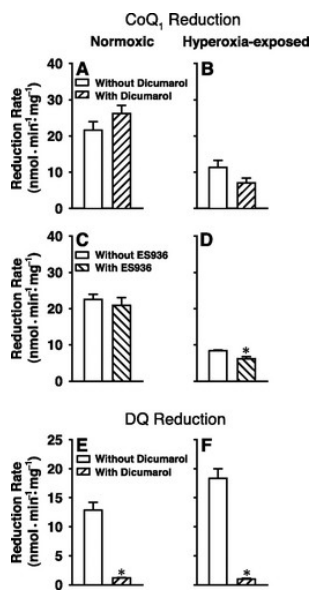 CoQ₁ Reduction
Normoxic Hyperoxia-exposed
A B
Without Dicumarol
With Dicumarol
Reduction Rate
(nmol·min⁻¹·mg⁻¹)
40
30
20
10
0
C D
Without ES936
With ES936
*
Reduction Rate
(nmol·min⁻¹·mg⁻¹)
40
30
20
10
0
DQ Reduction
E F
Without Dicumarol
With Dicumarol
* *
Reduction Rate
(nmol·min⁻¹·mg⁻¹)
25
20
15
10
5
0